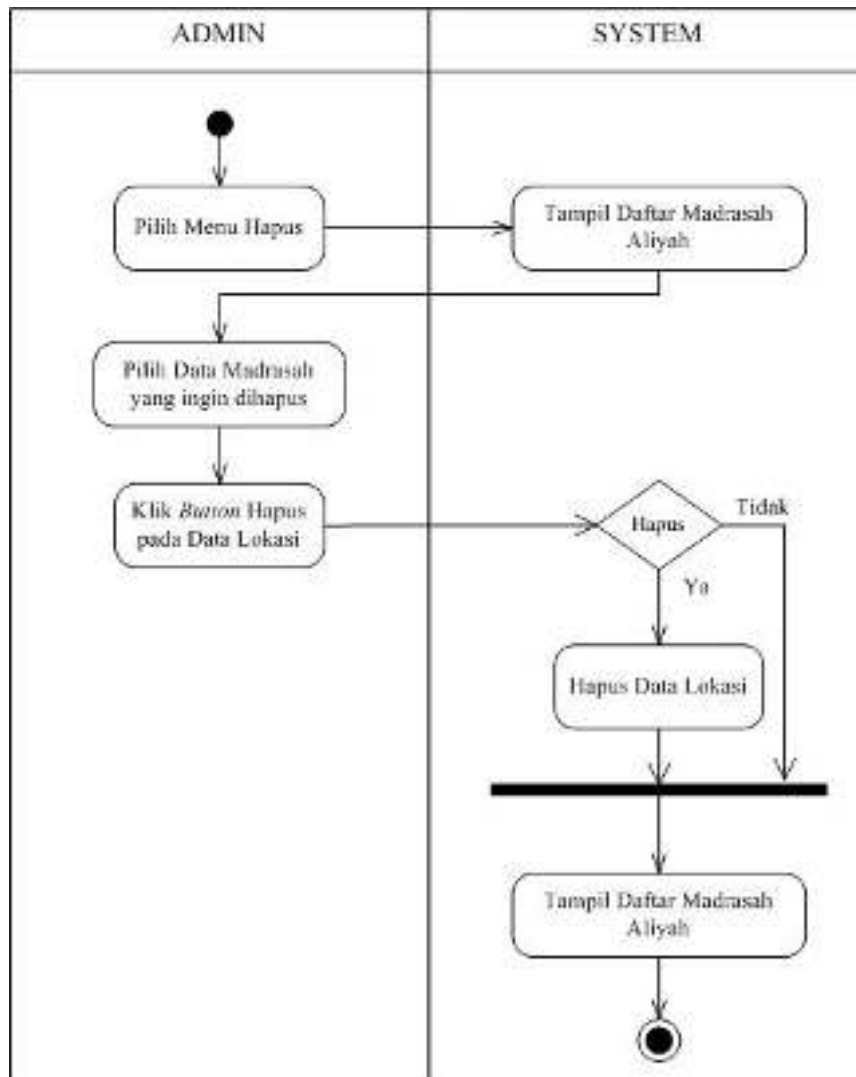 ADMIN
SYSTEM
Pilih Menu Hapus
Tampil Daftar Madrasah
Aliyah
Pilih Data Madrasah
yang ingin dihapus
Klik Button Hapus
pada Data Lokasi
Hapus
Tidak
Ya
Hapus Data Lokasi
Tampil Daftar Madrasah
Aliyah